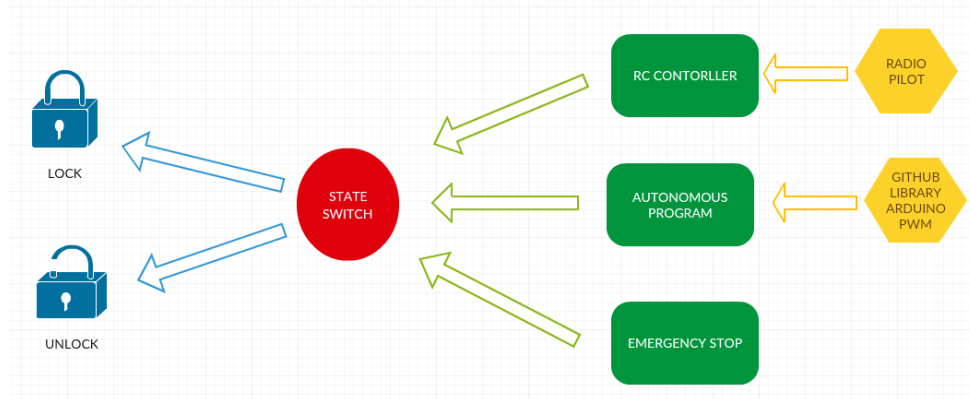 RC CONTORLLER
RADIO
PILOT
LOCK
STATE
SWITCH
AUTONOMOUS
PROGRAM
GITHUB
LIBRARY
ARDUINO
PWM
UNLOCK
EMERGENCY STOP